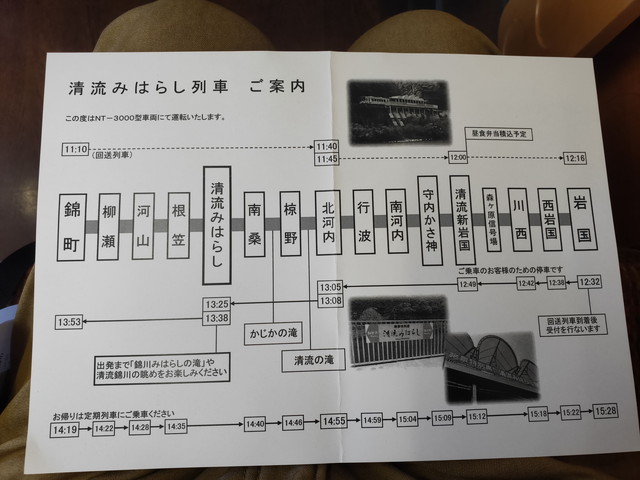 清流みはらし列車 ご案内
この度はNT-3000型車両にて運転いたします。
昼食弁当積込予定
11:10
(回送列車)
11:40
11:45
12:00
12:16
錦町
柳瀬
河山
根笠
清流みはらし
南桑
椋野
北河内
行波
南河内
守内かさ神
清流新岩国
森ヶ原信号場
川西
西岩国
岩国
ご乗車のお客様のための停車です
13:05
13:08
12:49
12:42
12:38
12:32
13:25
13:38
13:53
かじかの滝
清流の滝
回送列車到着後
受付を行ないます
出発まで「錦川みはらしの滝」や
清流錦川の眺めをお楽しみください
清流みはらし
お帰りは定期列車にご乗車ください
14:19
14:22
14:28
14:35
14:40
14:46
14:55
14:59
15:04
15:09
15:12
15:18
15:22
15:28